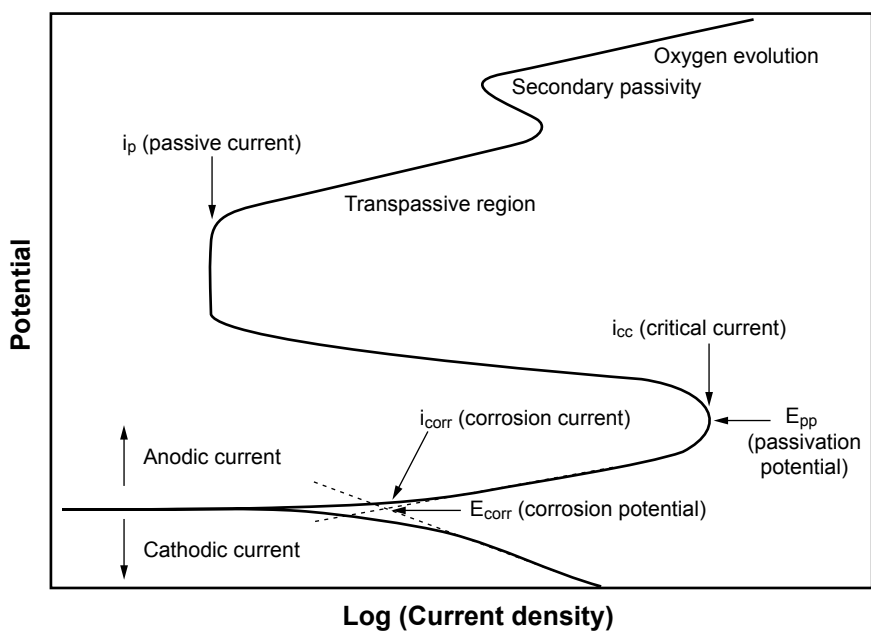 Oxygen evolution
Secondary passivity
ip (passive current)
Transpassive region
icc (critical current)
Epp
(passivation
potential)
icorr (corrosion current)
Anodic current
Ecorr (corrosion potential)
Cathodic current
Potential
Log (Current density)